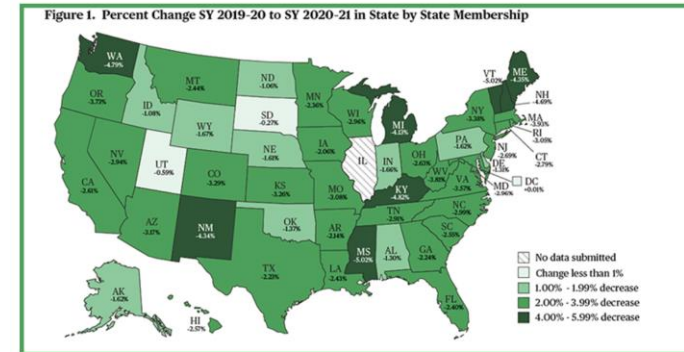 Figure 1. Percent Change SY 2019-20 to SY 2020-21 in State by State Membership
WA
-4.79%
OR
-3.73%
CA
-2.61%
NV
-2.94%
ID
-1.08%
MT
-2.44%
WY
-1.67%
UT
-0.59%
AZ
-3.17%
CO
-3.29%
NM
-4.34%
ND
-1.06%
SD
-0.27%
NE
-1.61%
KS
-3.26%
OK
-1.37%
TX
-2.22%
MN
-2.36%
IA
-2.06%
MO
-3.08%
AR
-2.14%
LA
-2.42%
WI
-2.96%
IL
MI
-4.13%
IN
-1.66%
OH
-2.63%
KY
-4.82%
TN
-2.91%
MS
-5.02%
AL
-1.30%
GA
-2.24%
FL
-2.40%
SC
NC
-2.99%
VA
-3.57%
WV
PA
-1.62%
NY
-3.38%
VT
-5.02%
ME
-4.35%
NH
-4.69%
MA
RI
-3.05%
CT
-2.79%
NJ
-2.69%
DE
DC
+0.01%
MD
-2.96%
AK
-1.62%
HI
-2.57%
No data submitted
Change less than 1%
1.00% - 1.99% decrease
2.00% - 3.99% decrease
4.00% - 5.99% decrease